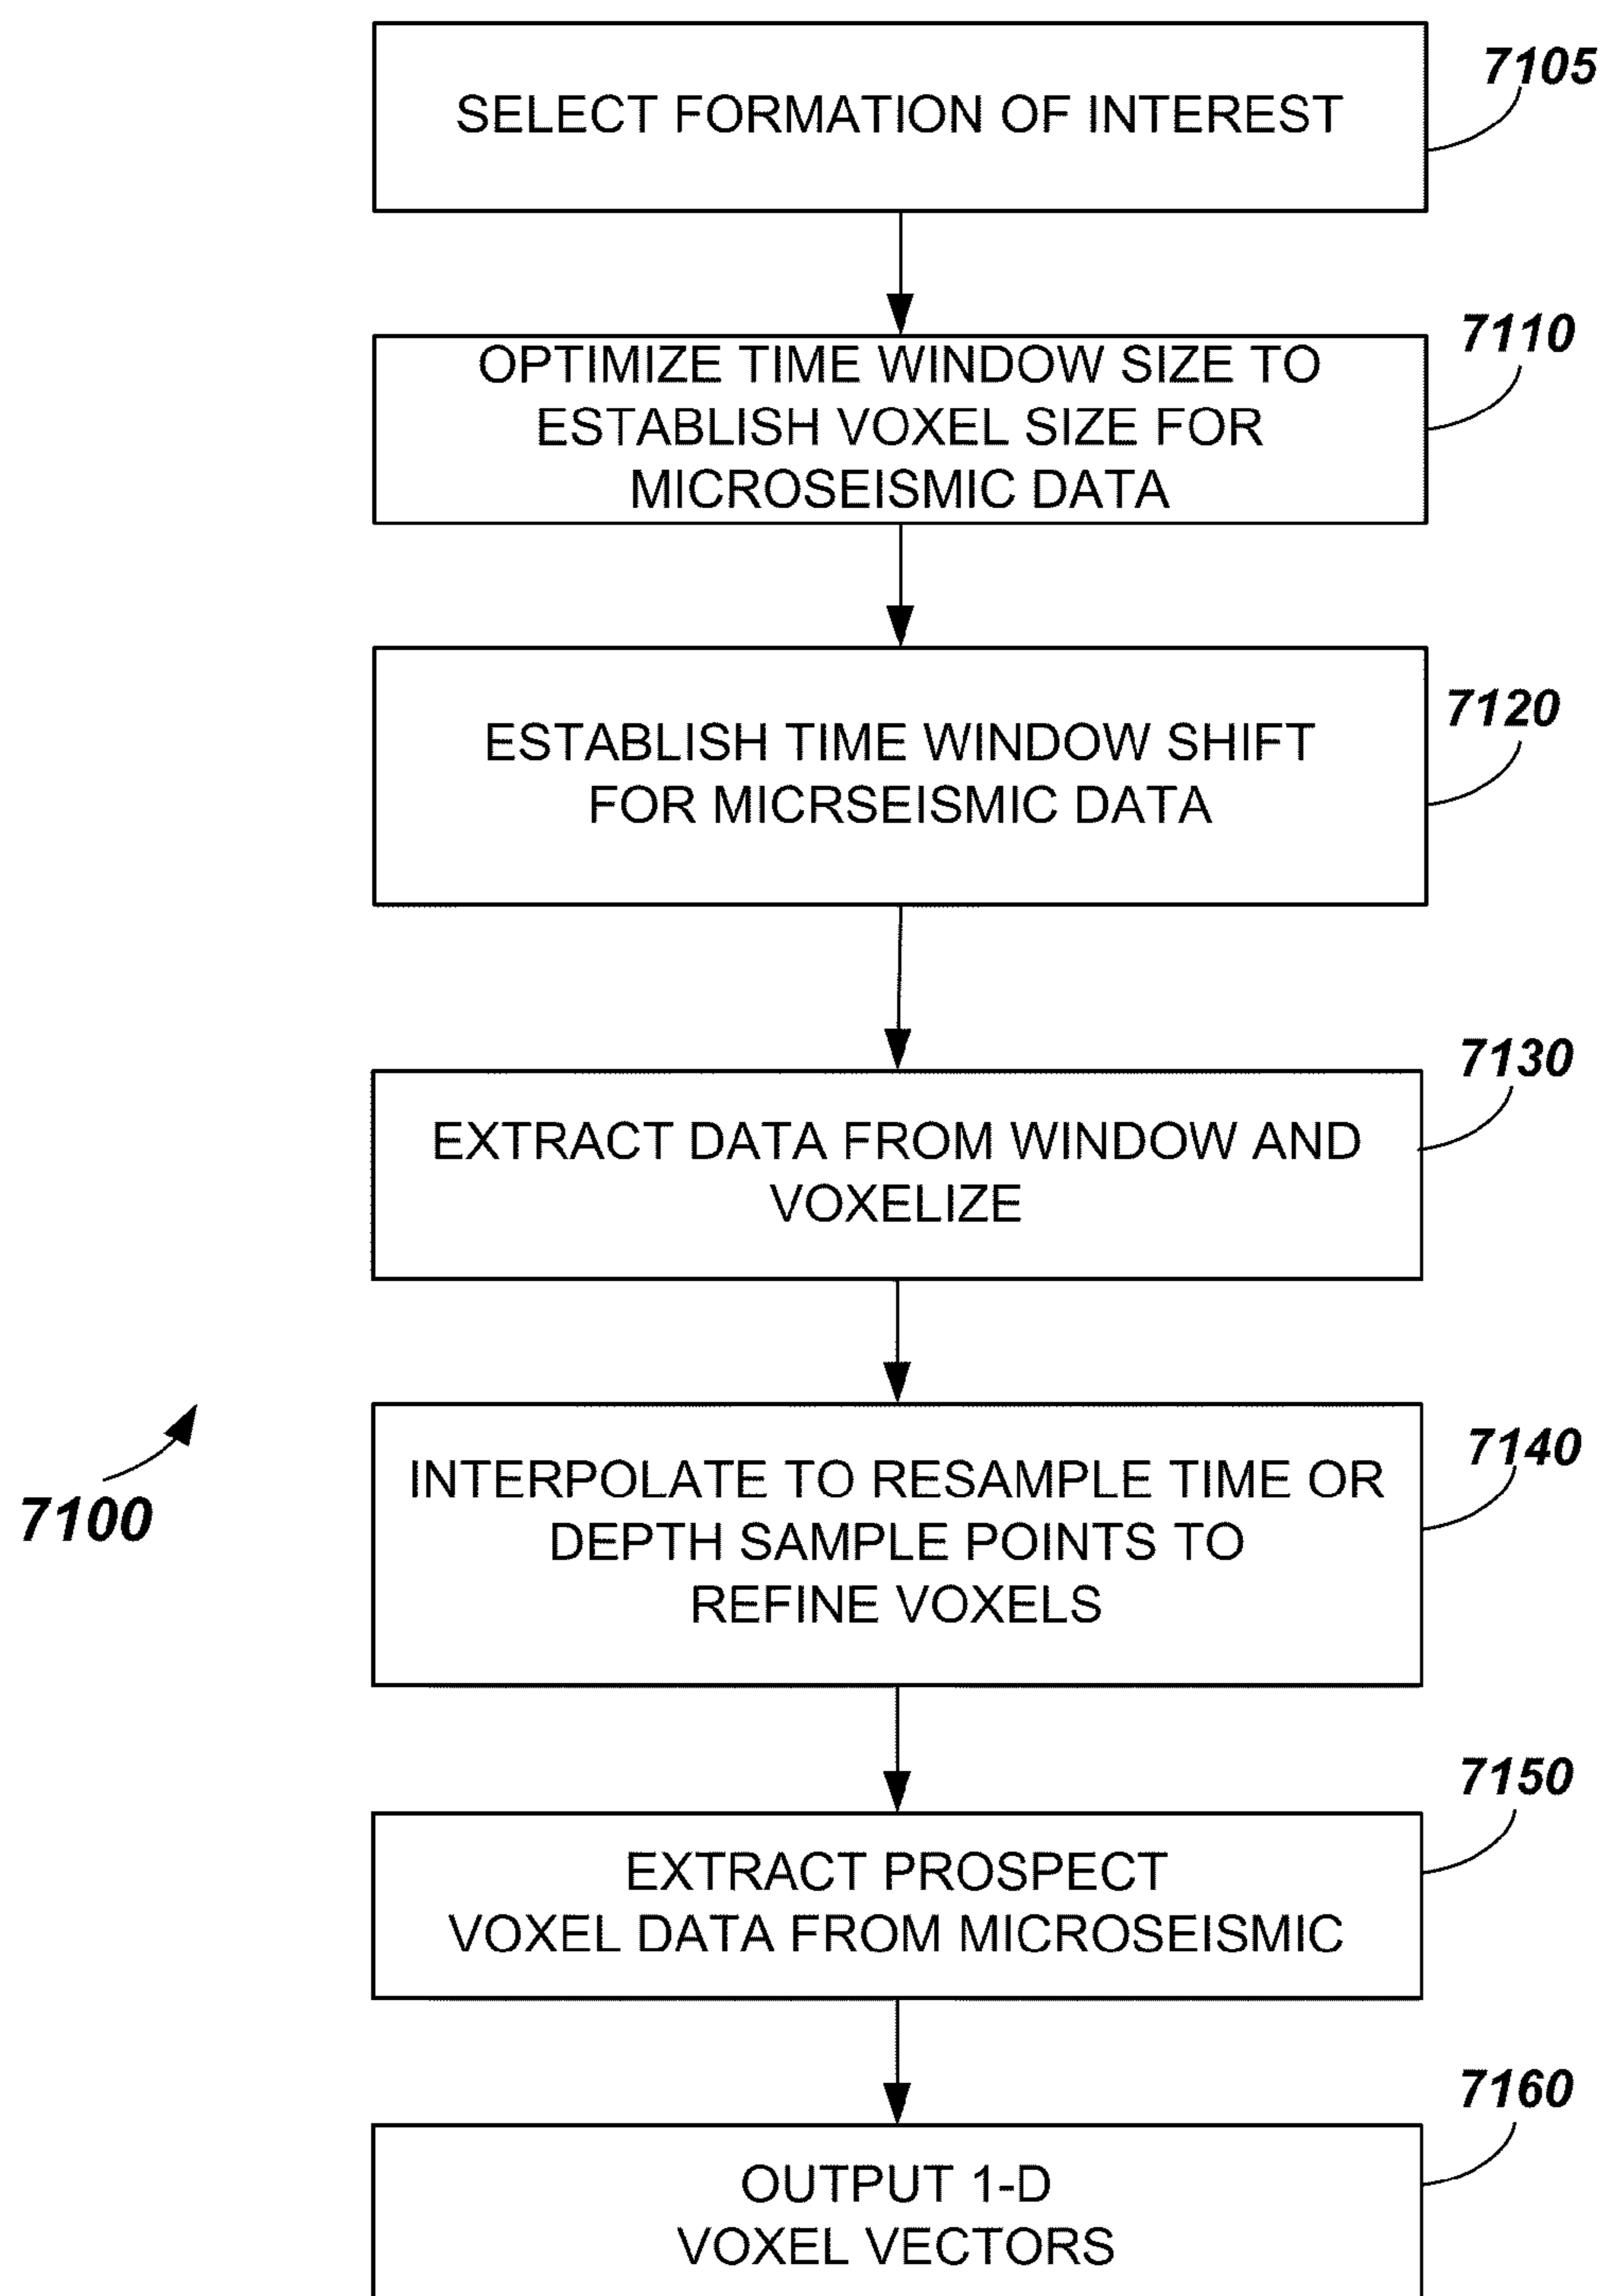 SELECT FORMATION OF INTEREST
7105
OPTIMIZE TIME WINDOW SIZE TO
ESTABLISH VOXEL SIZE FOR
MICROSEISMIC DATA
7110
ESTABLISH TIME WINDOW SHIFT
FOR MICRSEISMIC DATA
7120
EXTRACT DATA FROM WINDOW AND
VOXELIZE
7130
INTERPOLATE TO RESAMPLE TIME OR
DEPTH SAMPLE POINTS TO
REFINE VOXELS
7140
7100
EXTRACT PROSPECT
VOXEL DATA FROM MICROSEISMIC
7150
OUTPUT 1-D
VOXEL VECTORS
7160